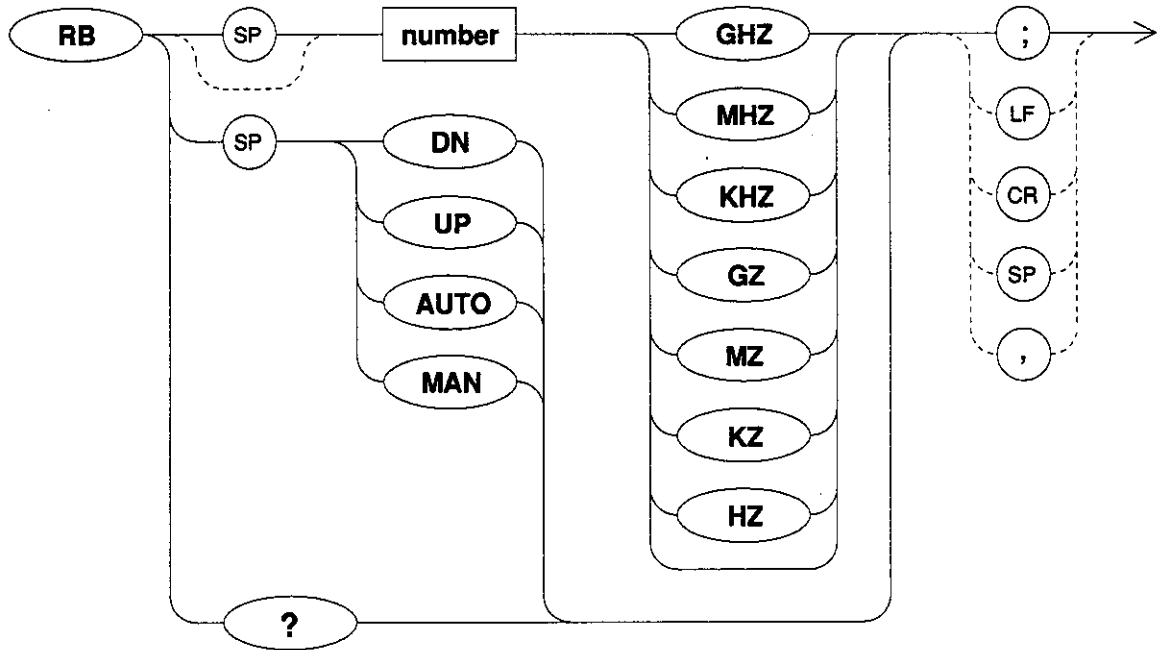 RB SP number GHZ ;
MHZ LF
SP DN
KHZ CR
UP
GZ SP
AUTO
MZ ,
MAN
KZ
HZ
?